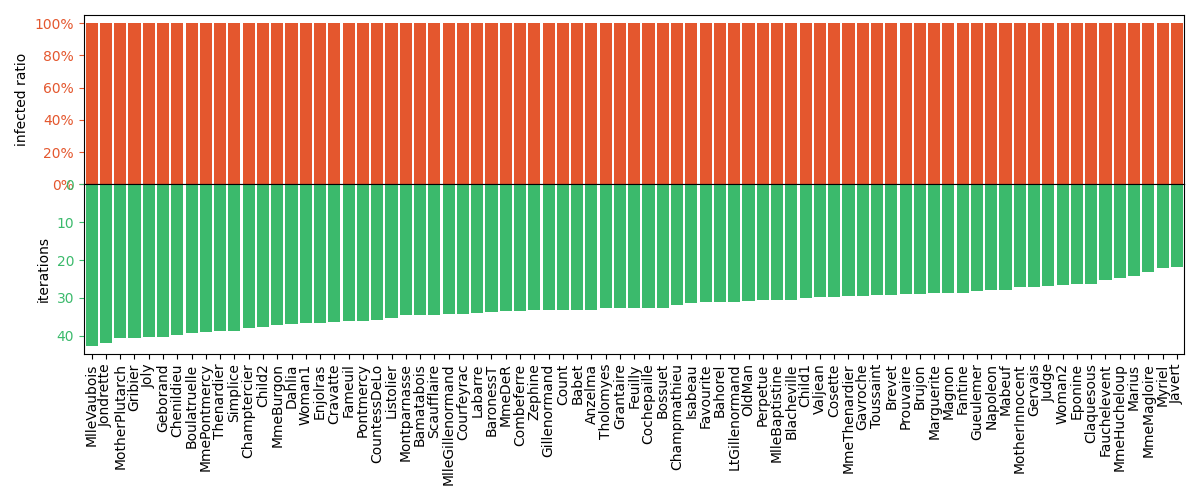 infected ratio
100%
80%
60%
40%
20%
0%
0
10
20
30
40
iterations
MlleVaubois
Jondrette
MotherPlutarch
Gribier
Joly
Geborand
Chenildieu
Boulatruelle
MmePontmercy
Thenardier
Simplice
Champtercier
Child2
MmeBurgon
Dahlia
Woman1
Enjolras
Cravatte
Fameuil
Pontmercy
CountessDeLo
Listolier
Montparnasse
Bamatabois
Scaufflaire
MlleGillenormand
Courfeyrac
Labarre
BaronessT
MmeDeR
Combeferre
Zephine
Gillenormand
Count
Babet
Anzelma
Tholomyes
Grantaire
Feuilly
Cochepaille
Bossuet
Champmathieu
Isabeau
Favourite
Bahorel
LtGillenormand
OldMan
Perpetue
MlleBaptistine
Blacheville
Child1
Valjean
Cosette
MmeThenardier
Gavroche
Toussaint
Brevet
Prouvaire
Brujon
Marguerite
Magnon
Fantine
Gueulemer
Napoleon
Mabeuf
MotherInnocent
Gervais
Judge
Woman2
Eponine
Claquesous
Fauchelevent
MmeHucheloup
Marius
MmeMagloire
Myriel
Javert